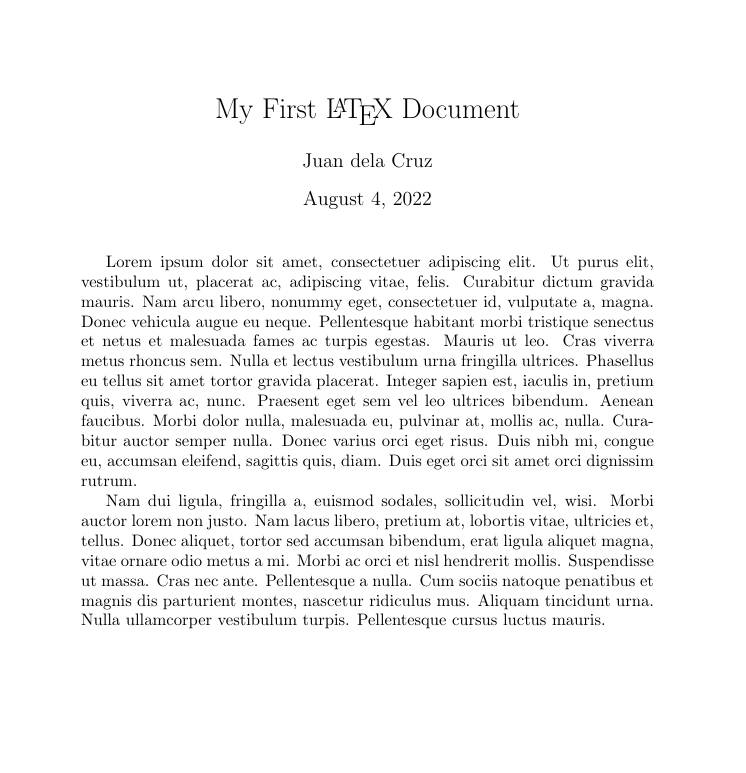 My First LATEX Document
Juan dela Cruz
August 4, 2022
Lorem ipsum dolor sit amet, consectetuer adipiscing elit. Ut purus elit,
vestibulum ut, placerat ac, adipiscing vitae, felis. Curabitur dictum gravida
mauris. Nam arcu libero, nonummy eget, consectetuer id, vulputate a, magna.
Donec vehicula augue eu neque. Pellentesque habitant morbi tristique senectus
et netus et malesuada fames ac turpis egestas. Mauris ut leo. Cras viverra
metus rhoncus sem. Nulla et lectus vestibulum urna fringilla ultrices. Phasellus
eu tellus sit amet tortor gravida placerat. Integer sapien est, iaculis in, pretium
quis, viverra ac, nunc. Praesent eget sem vel leo ultrices bibendum. Aenean
faucibus. Morbi dolor nulla, malesuada eu, pulvinar at, mollis ac, nulla. Cura-
bitur auctor semper nulla. Donec varius orci eget risus. Duis nibh mi, congue
eu, accumsan eleifend, sagittis quis, diam. Duis eget orci sit amet orci dignissim
rutrum.
Nam dui ligula, fringilla a, euismod sodales, sollicitudin vel, wisi. Morbi
auctor lorem non justo. Nam lacus libero, pretium at, lobortis vitae, ultricies et,
tellus. Donec aliquet, tortor sed accumsan bibendum, erat ligula aliquet magna,
vitae ornare odio metus a mi. Morbi ac orci et nisl hendrerit mollis. Suspendisse
ut massa. Cras nec ante. Pellentesque a nulla. Cum sociis natoque penatibus et
magnis dis parturient montes, nascetur ridiculus mus. Aliquam tincidunt urna.
Nulla ullamcorper vestibulum turpis. Pellentesque cursus luctus mauris.